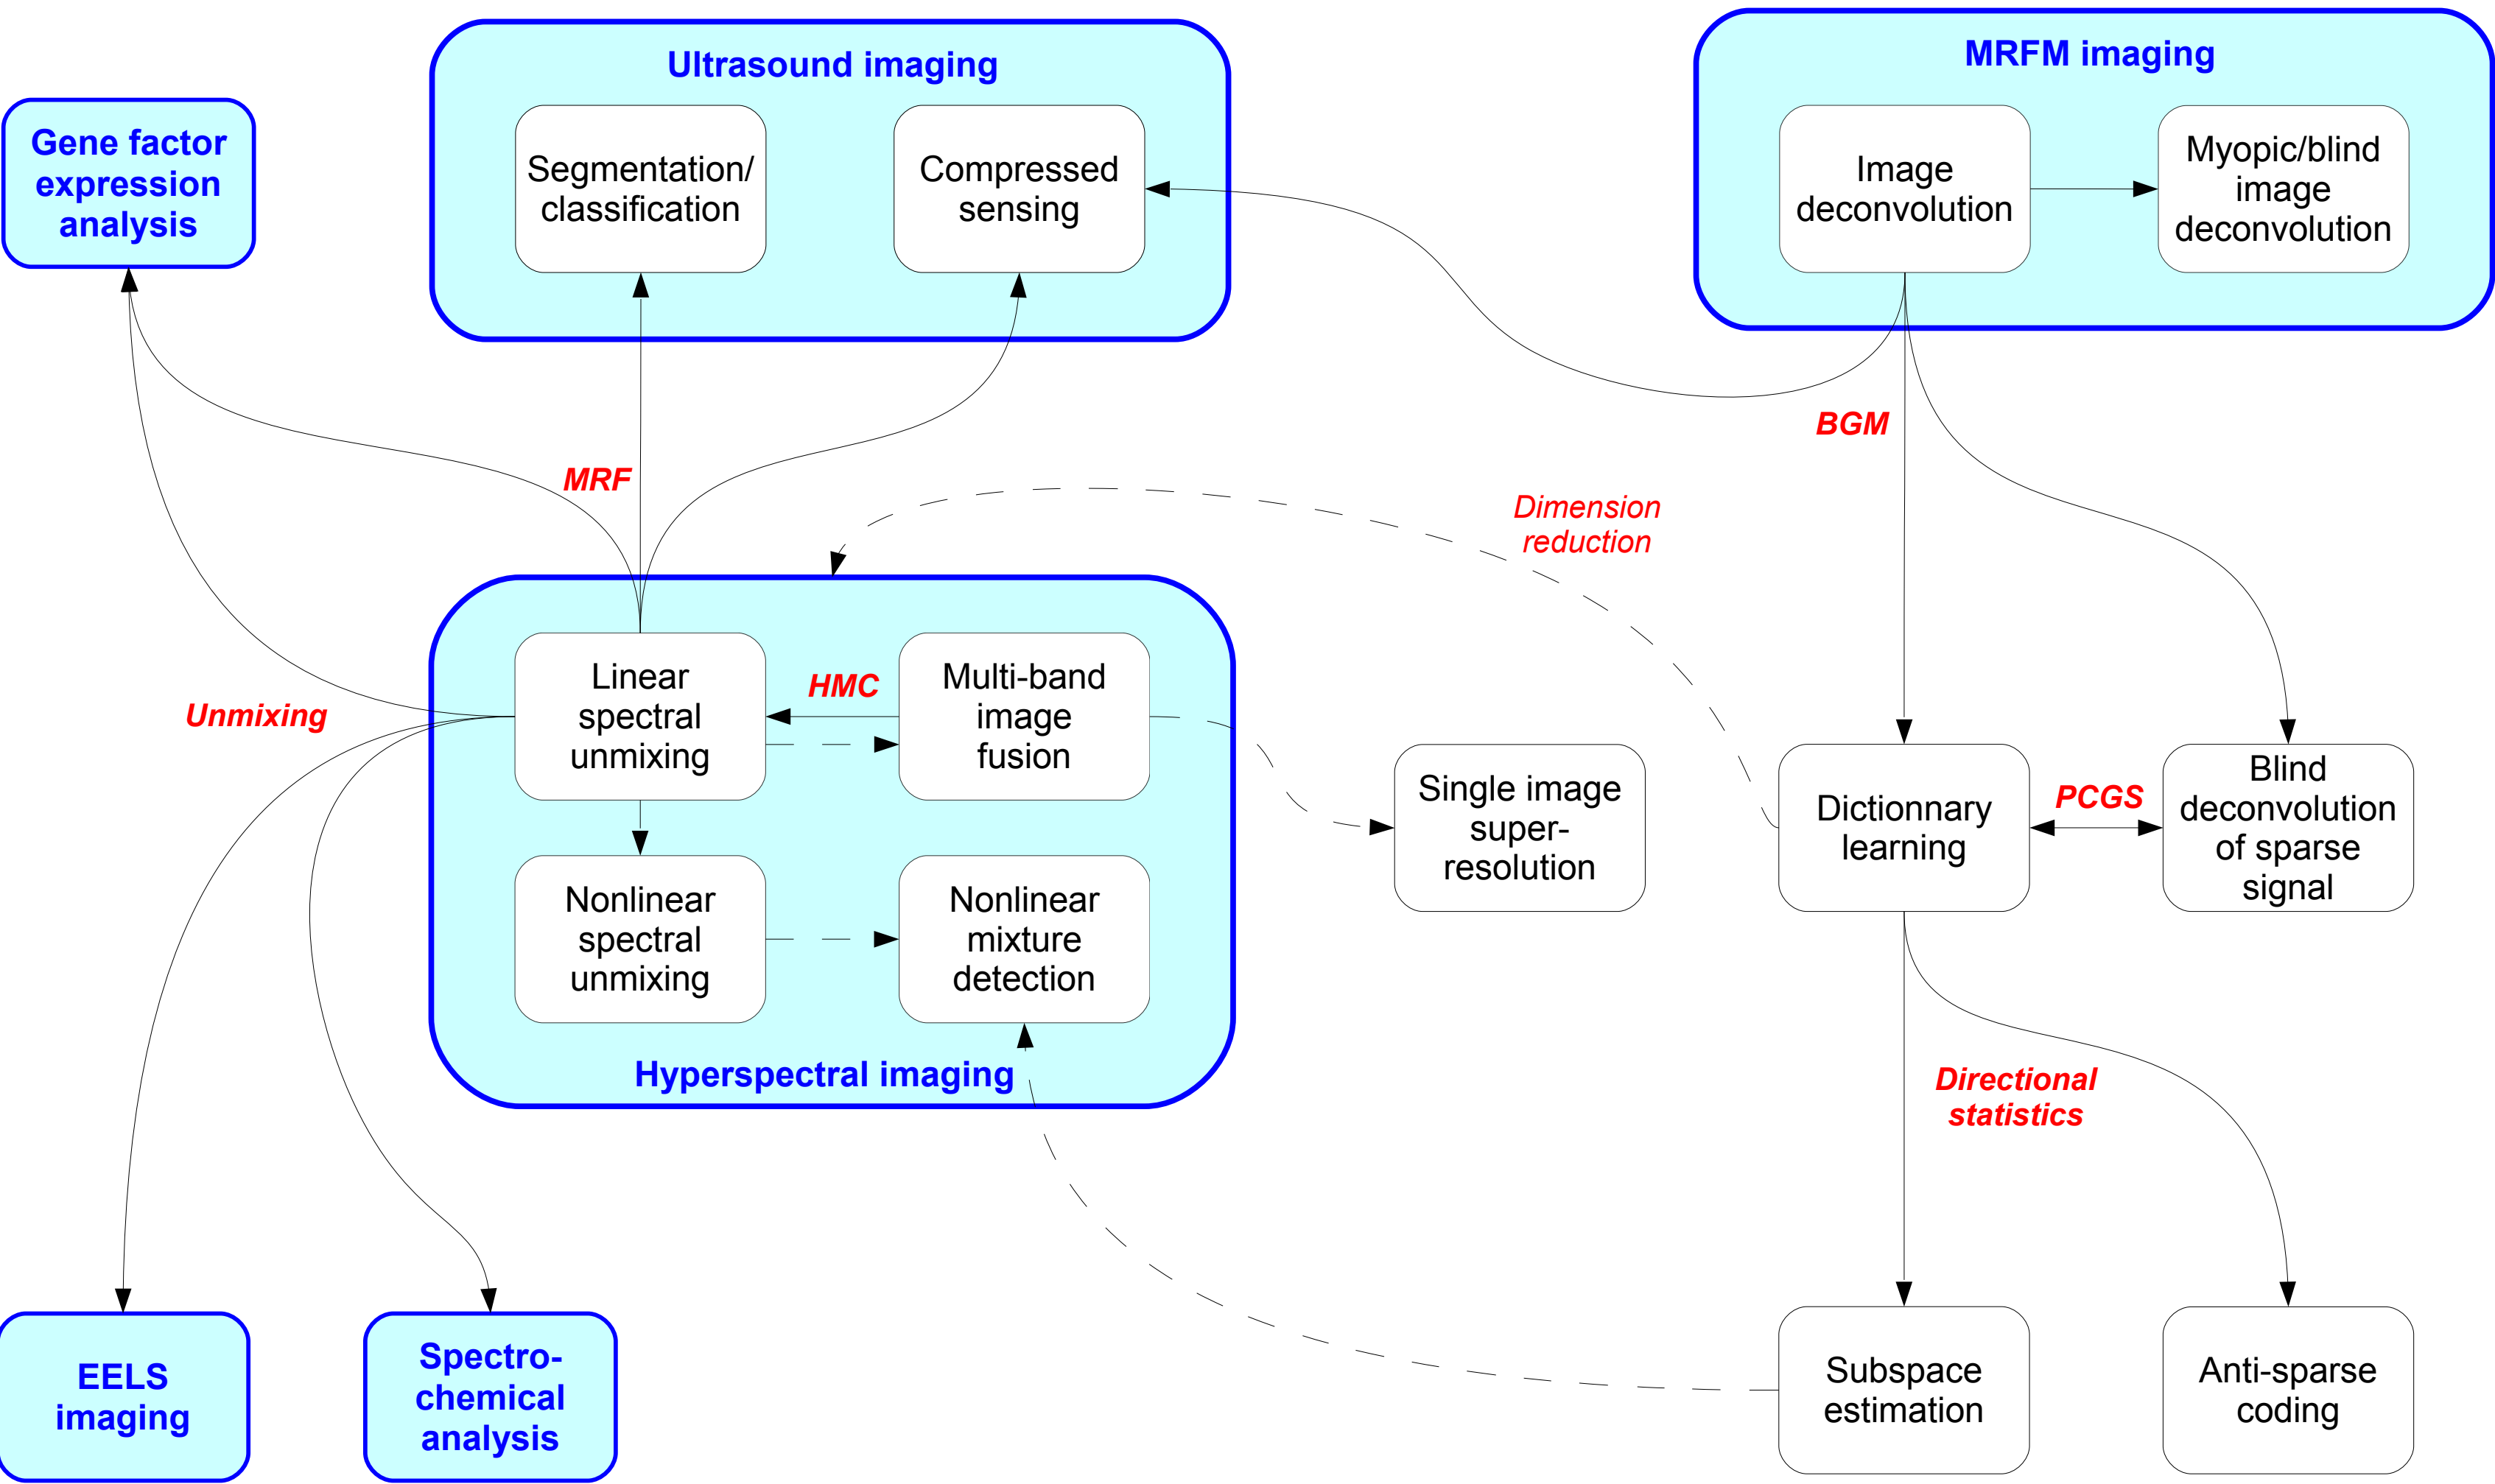 Ultrasound imaging
MRFM imaging
Gene factor
expression
analysis
Segmentation/
classification
Compressed
sensing
Image
deconvolution
Myopic/blind
image
deconvolution
BGM
MRF
Dimension
reduction
Unmixing
Linear
spectral
unmixing
HMC
Multi-band
image
fusion
Single image
super-
resolution
Dictionnary
learning
PCGS
Blind
deconvolution
of sparse
signal
Nonlinear
spectral
unmixing
Nonlinear
mixture
detection
Hyperspectral imaging
Directional
statistics
EELS
imaging
Spectro-
chemical
analysis
Subspace
estimation
Anti-sparse
coding